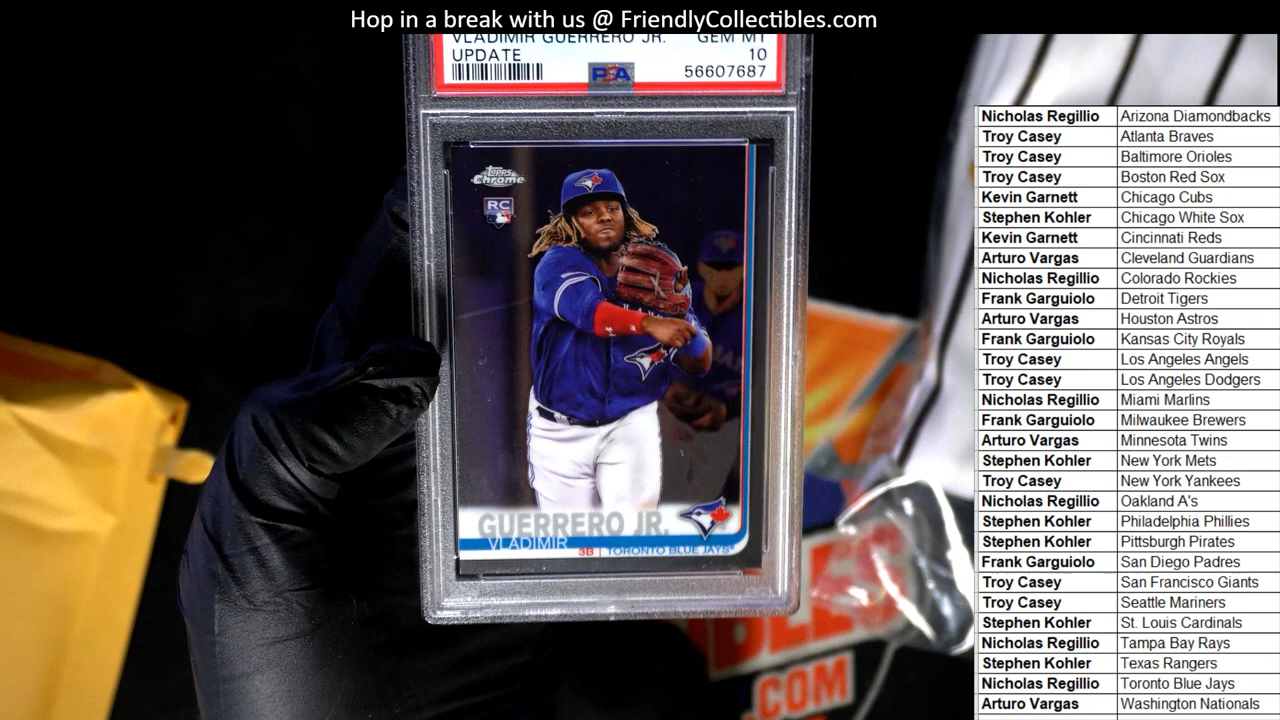 Hop in a break with us @ FriendlyCollectibles.com
VLADIMIR GUERRERO JR. GEM MT
UPDATE 10
PSA 56607687
Topps
Chrome
RC
GUERRERO JR.
VLADIMIR
3B | TORONTO BLUE JAYS
.COM
Nicholas Regillio Arizona Diamondbacks
Troy Casey Atlanta Braves
Troy Casey Baltimore Orioles
Troy Casey Boston Red Sox
Kevin Garnett Chicago Cubs
Stephen Kohler Chicago White Sox
Kevin Garnett Cincinnati Reds
Arturo Vargas Cleveland Guardians
Nicholas Regillio Colorado Rockies
Frank Garguiolo Detroit Tigers
Arturo Vargas Houston Astros
Frank Garguiolo Kansas City Royals
Troy Casey Los Angeles Angels
Troy Casey Los Angeles Dodgers
Nicholas Regillio Miami Marlins
Frank Garguiolo Milwaukee Brewers
Arturo Vargas Minnesota Twins
Stephen Kohler New York Mets
Troy Casey New York Yankees
Nicholas Regillio Oakland A's
Stephen Kohler Philadelphia Phillies
Stephen Kohler Pittsburgh Pirates
Frank Garguiolo San Diego Padres
Troy Casey San Francisco Giants
Troy Casey Seattle Mariners
Stephen Kohler St. Louis Cardinals
Nicholas Regillio Tampa Bay Rays
Stephen Kohler Texas Rangers
Nicholas Regillio Toronto Blue Jays
Arturo Vargas Washington Nationals